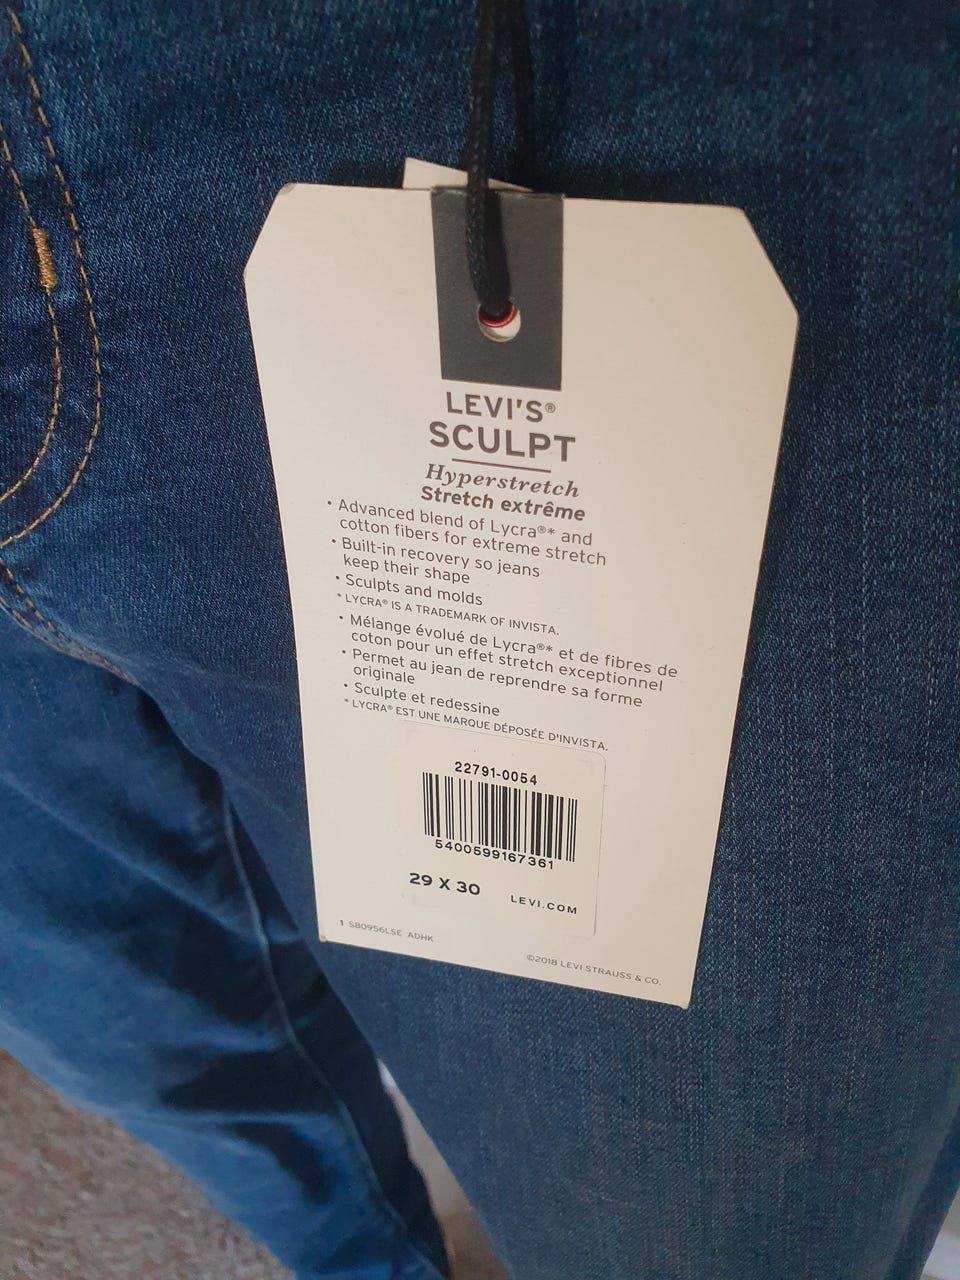 LEVI'S®
SCULPT
Hyperstretch
Stretch extrême
• Advanced blend of Lycra®* and
cotton fibers for extreme stretch
• Built-in recovery so jeans
keep their shape
• Sculpts and molds
* LYCRA® IS A TRADEMARK OF INVISTA.
• Mélange évolué de Lycra®* et de fibres de
coton pour un effet stretch exceptionnel
• Permet au jean de reprendre sa forme
originale
• Sculpte et redessine
* LYCRA® EST UNE MARQUE DÉPOSÉE D'INVISTA.
22791-0054
5400599167361
29 X 30
LEVI.COM
1 S80956LSE ADHK
©2018 LEVI STRAUSS & CO.